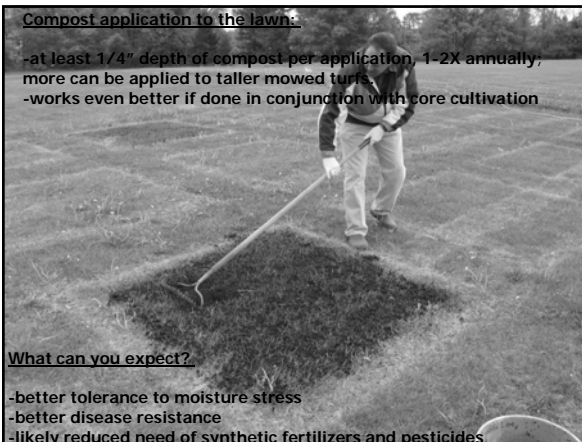 Compost application to the lawn:
-at least 1/4" depth of compost per application, 1-2X annually;
more can be applied to taller mowed turfs.
-works even better if done in conjunction with core cultivation
What can you expect?
-better tolerance to moisture stress
-better disease resistance
-likely reduced need of synthetic fertilizers and pesticides